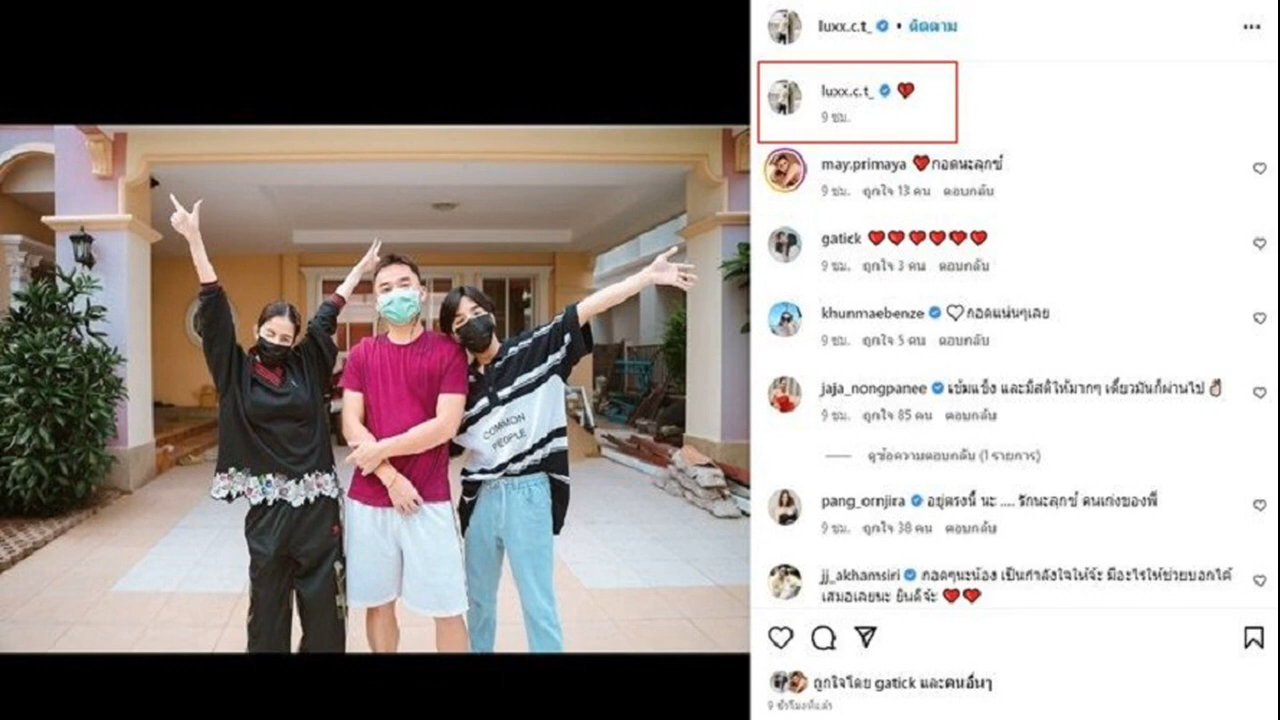 luxx.c.t_ • ติดตาม
luxx.c.t_ ❤
9 ชม.
may.primaya ❤กอดนะลุกซ์
9 ชม. ถูกใจ 13 คน ตอบกลับ
gatick ❤❤❤❤❤❤
9 ชม. ถูกใจ 3 คน ตอบกลับ
khunmaebenze 🤍กอดแน่นๆเลย
9 ชม. ถูกใจ 5 คน ตอบกลับ
jaja_nongpanee เข้มแข็ง และมีสติให้มากๆ เดี๋ยวมันก็ผ่านไป
9 ชม. ถูกใจ 85 คน ตอบกลับ
ดูข้อความตอบกลับ (1 รายการ)
pang_ornjira อยู่ตรงนี้ นะ .... รักนะลุกซ์ คนเก่งของพี่
9 ชม. ถูกใจ 38 คน ตอบกลับ
jj_akhamsiri กอดๆนะน้อง เป็นกำลังใจให้จ้ะ มีอะไรให้ช่วยบอกได้
เสมอเลยนะ ยินดีจ้ะ ❤❤
ถูกใจโดย gatick และคนอื่นๆ
9 ชั่วโมงที่แล้ว
COMMON
PEOPLE